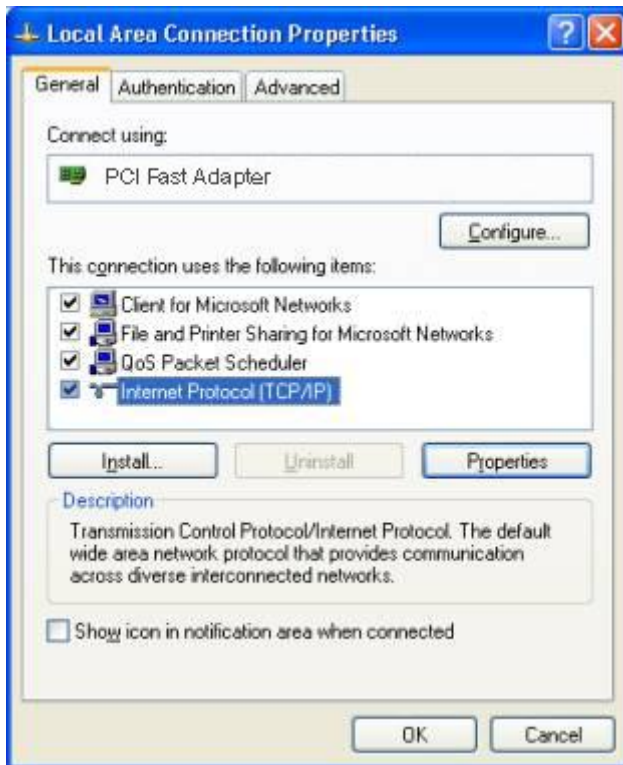 Local Area Connection Properties
General Authentication Advanced
Connect using:
PCI Fast Adapter
Configure...
This connection uses the following items:
Client for Microsoft Networks
File and Printer Sharing for Microsoft Networks
QoS Packet Scheduler
Internet Protocol (TCP/IP)
Install... Uninstall Properties
Description
Transmission Control Protocol/Internet Protocol. The default
wide area network protocol that provides communication
across diverse interconnected networks.
Show icon in notification area when connected
OK Cancel